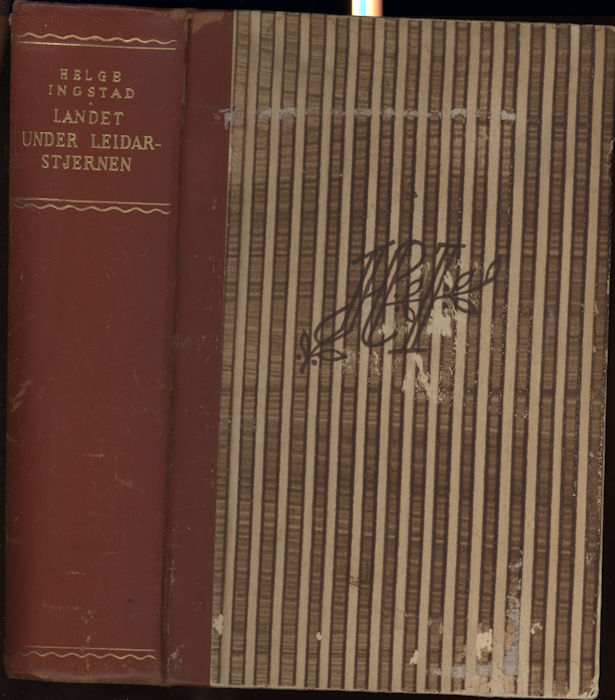 HELGE
INGSTAD
LANDET
UNDER LEIDAR-
STJERNEN